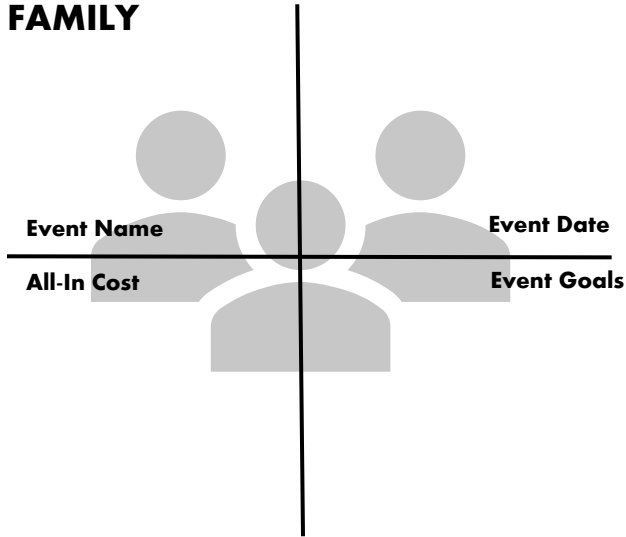 FAMILY
Event Name
Event Date
All-In Cost
Event Goals